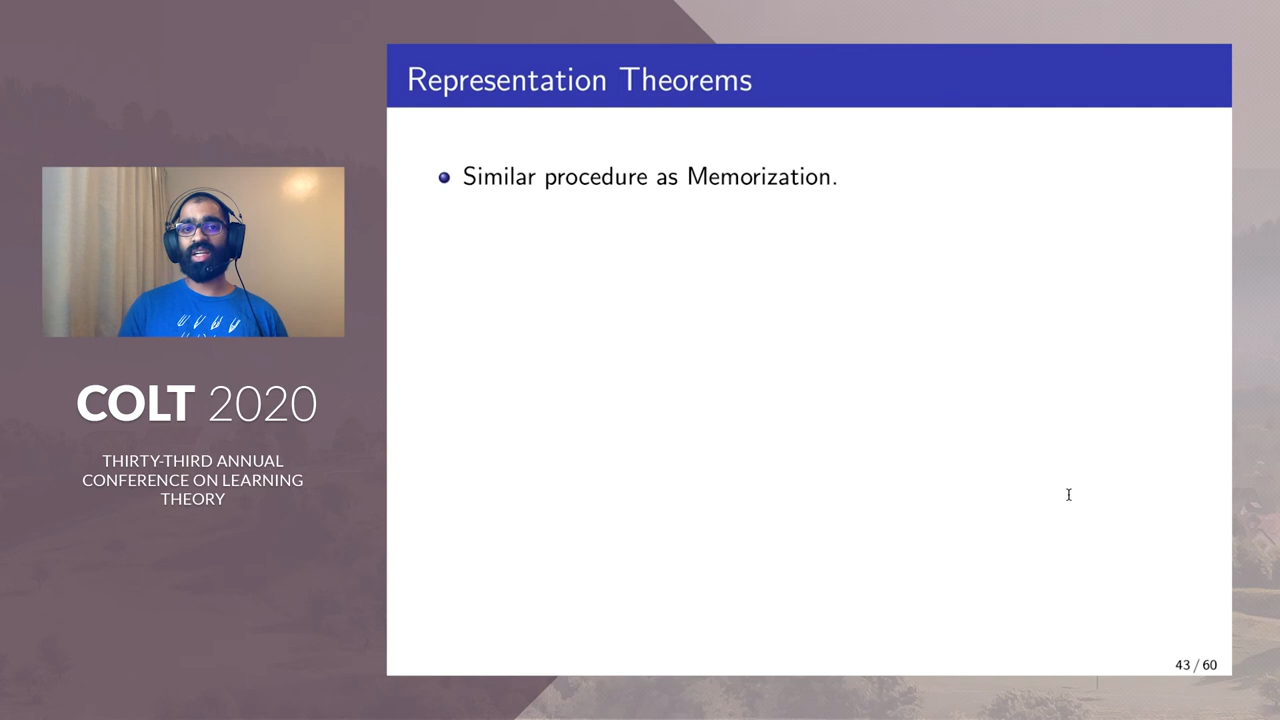 Representation Theorems
Similar procedure as Memorization.
COLT 2020
THIRTY-THIRD ANNUAL
CONFERENCE ON LEARNING
THEORY
43 / 60